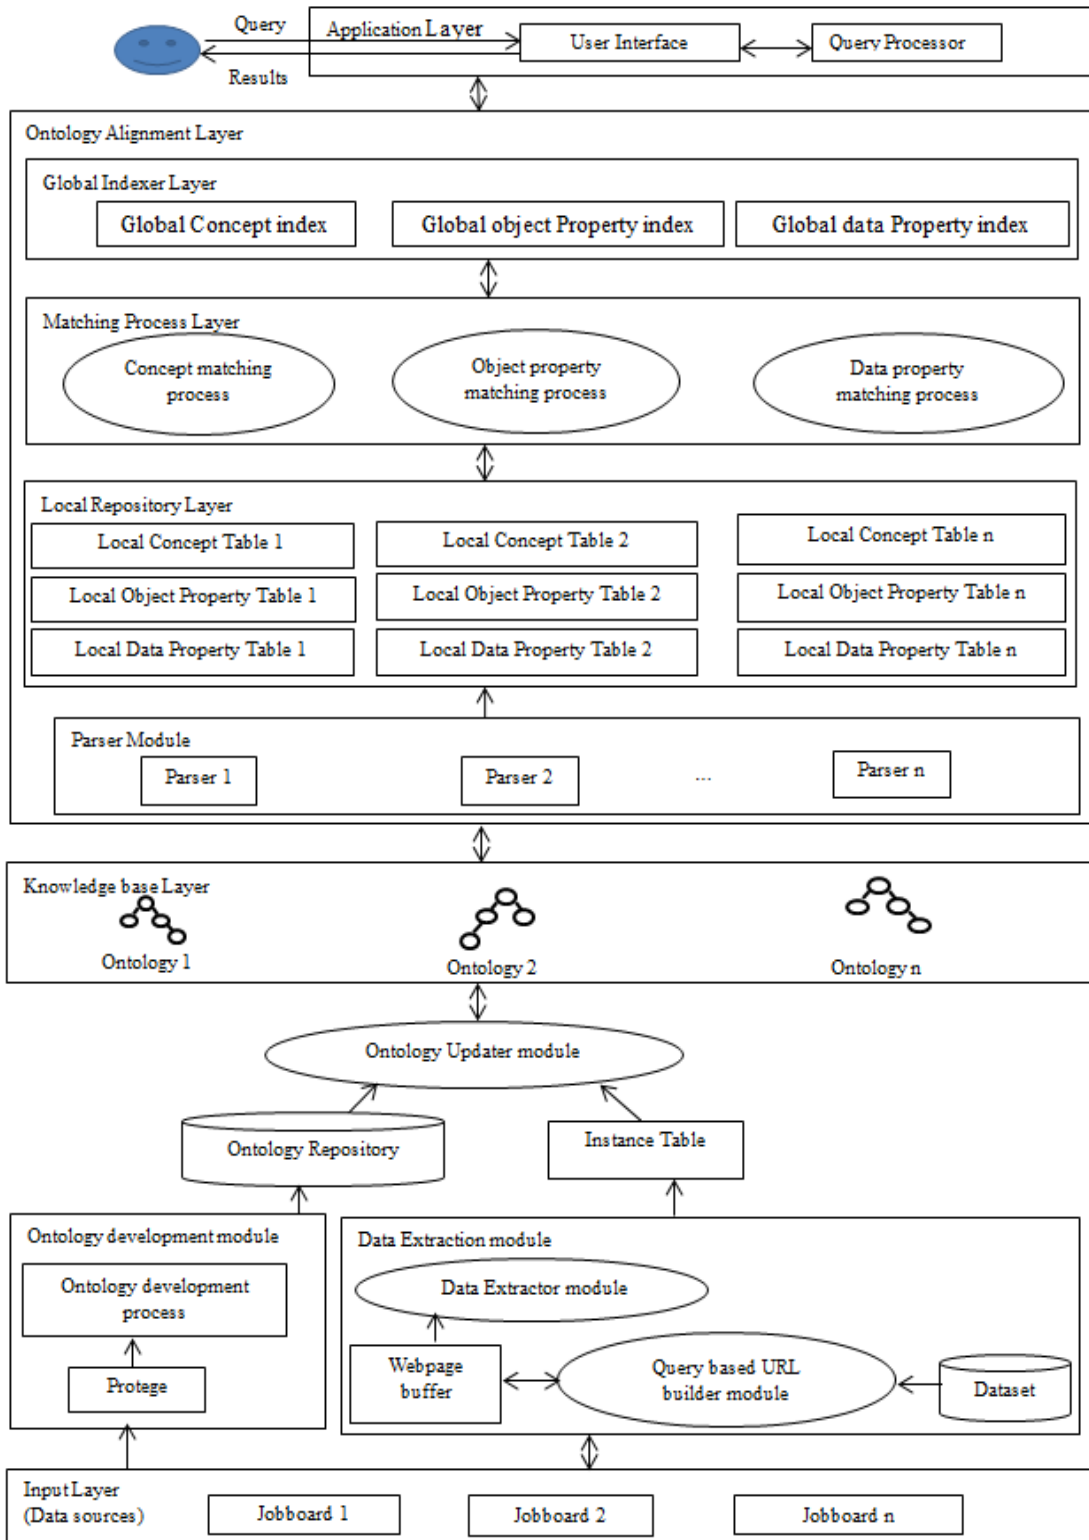 Query
Application Layer
User Interface
Query Processor
Results
Ontology Alignment Layer
Global Indexer Layer
Global Concept index
Global object Property index
Global data Property index
Matching Process Layer
Concept matching
process
Object property
matching process
Data property
matching process
Local Repository Layer
Local Concept Table 1
Local Concept Table 2
Local Concept Table n
Local Object Property Table 1
Local Object Property Table 2
Local Object Property Table n
Local Data Property Table 1
Local Data Property Table 2
Local Data Property Table n
Parser Module
Parser 1
Parser 2
...
Parser n
Knowledge base Layer
Ontology 1
Ontology 2
Ontology n
Ontology Updater module
Ontology Repository
Instance Table
Ontology development module
Ontology development
process
Protege
Data Extraction module
Data Extractor module
Webpage
buffer
Query based URL
builder module
Dataset
Input Layer
(Data sources)
Jobboard 1
Jobboard 2
Jobboard n